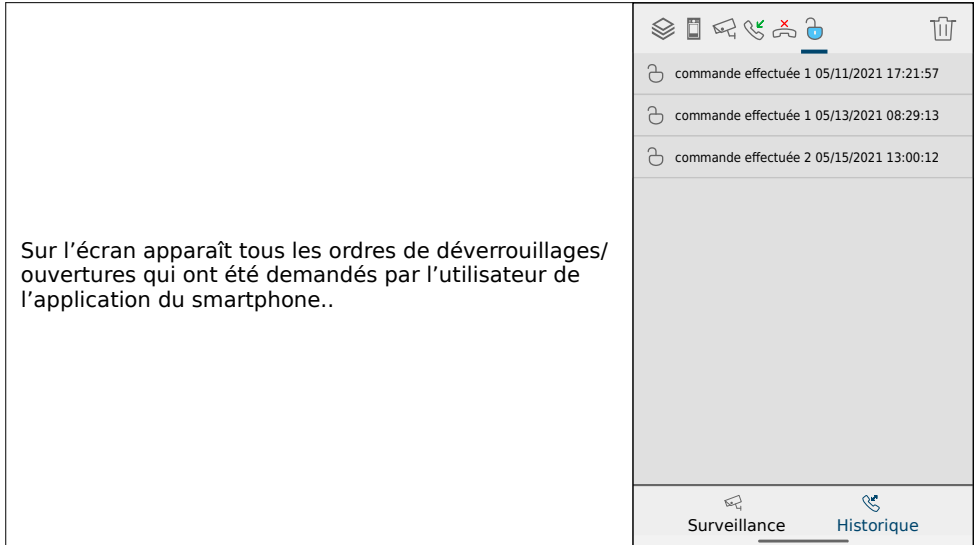 Sur l’écran apparaît tous les ordres de déverrouillages/
ouvertures qui ont été demandés par l’utilisateur de
l’application du smartphone..
commande effectuée 1 05/11/2021 17:21:57
commande effectuée 1 05/13/2021 08:29:13
commande effectuée 2 05/15/2021 13:00:12
Surveillance
Historique